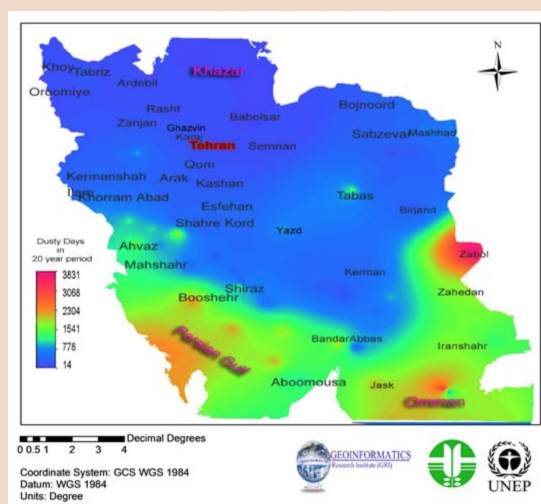 N
Khoy
Tabriz
Khazar
Ardebil
Oroomiye
Bojnoord
Rasht
Babolsar
Zanjan
Ghazvin
Sabzevar
Mashhad
Karaj
Tehran
Semnan
Qom
Kermanshah
Arak
Kashan
Ilam
Khorram Abad
Tabas
Esfehan
Birjand
Shahre Kord
Yazd
Dusty Days
in
20 year period
Ahvaz
Zabol
Mahshahr
3831
Kerman
3068
Shiraz
Zahedan
2304
Booshehr
1541
776
Persian Gulf
BandarAbbas
Iranshahr
14
Aboomousa
Jask
Omman
Decimal Degrees
0 0.5 1 2 3 4
Coordinate System: GCS WGS 1984
Datum: WGS 1984
Units: Degree
GEOINFORMATICS
Research Institute (GRI)
UNEP